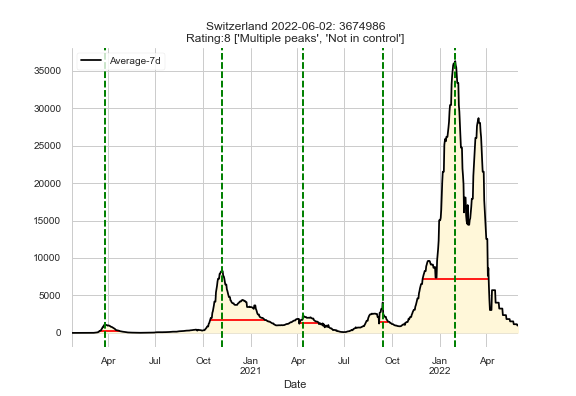 Switzerland 2022-06-02: 3674986
Rating:8 ['Multiple peaks', 'Not in control']
Average-7d
35000
30000
25000
20000
15000
10000
5000
0
Apr Jul Oct Jan Apr Jul Oct Jan Apr
2021 2022
Date